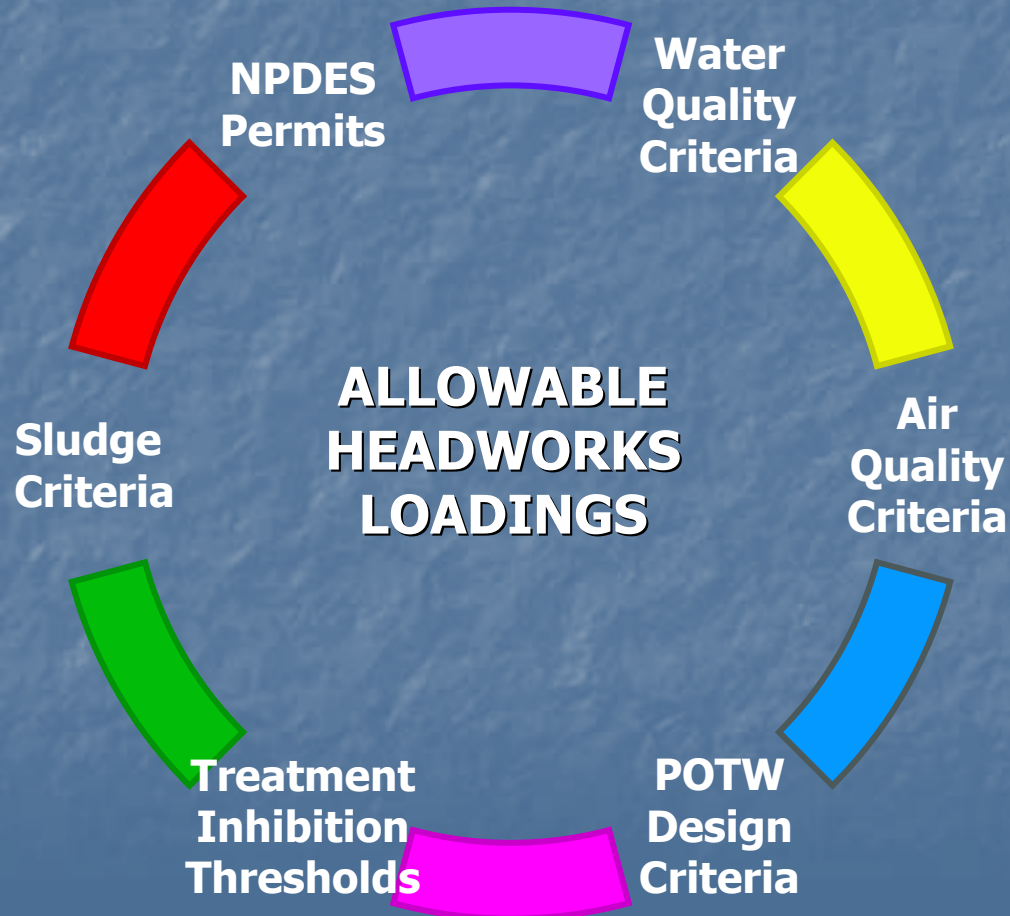 NPDES
Permits
Water
Quality
Criteria
Sludge
Criteria
ALLOWABLE
HEADWORKS
LOADINGS
Air
Quality
Criteria
Treatment
Inhibition
Thresholds
POTW
Design
Criteria